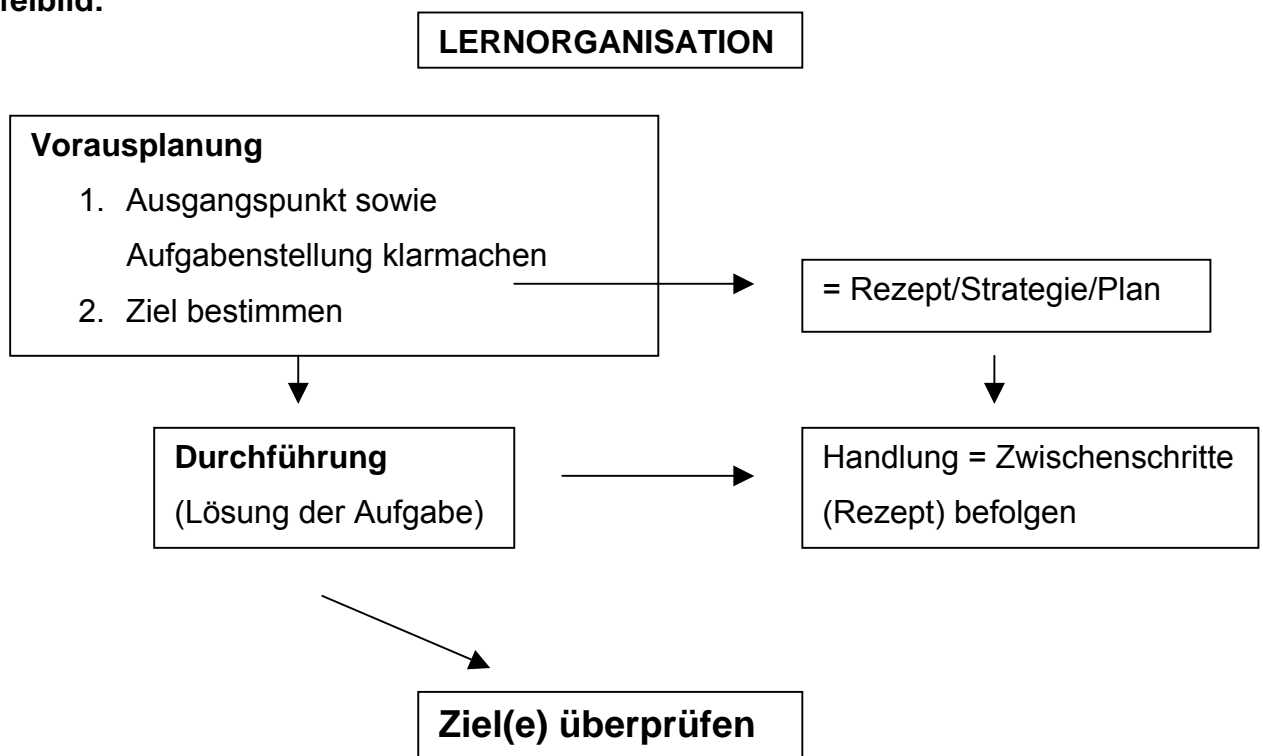 LERNORGANISATION
Vorausplanung
1. Ausgangspunkt sowie
Aufgabenstellung klarmachen
2. Ziel bestimmen
= Rezept/Strategie/Plan
Durchführung
(Lösung der Aufgabe)
Handlung = Zwischenschritte
(Rezept) befolgen
Ziel(e) überprüfen